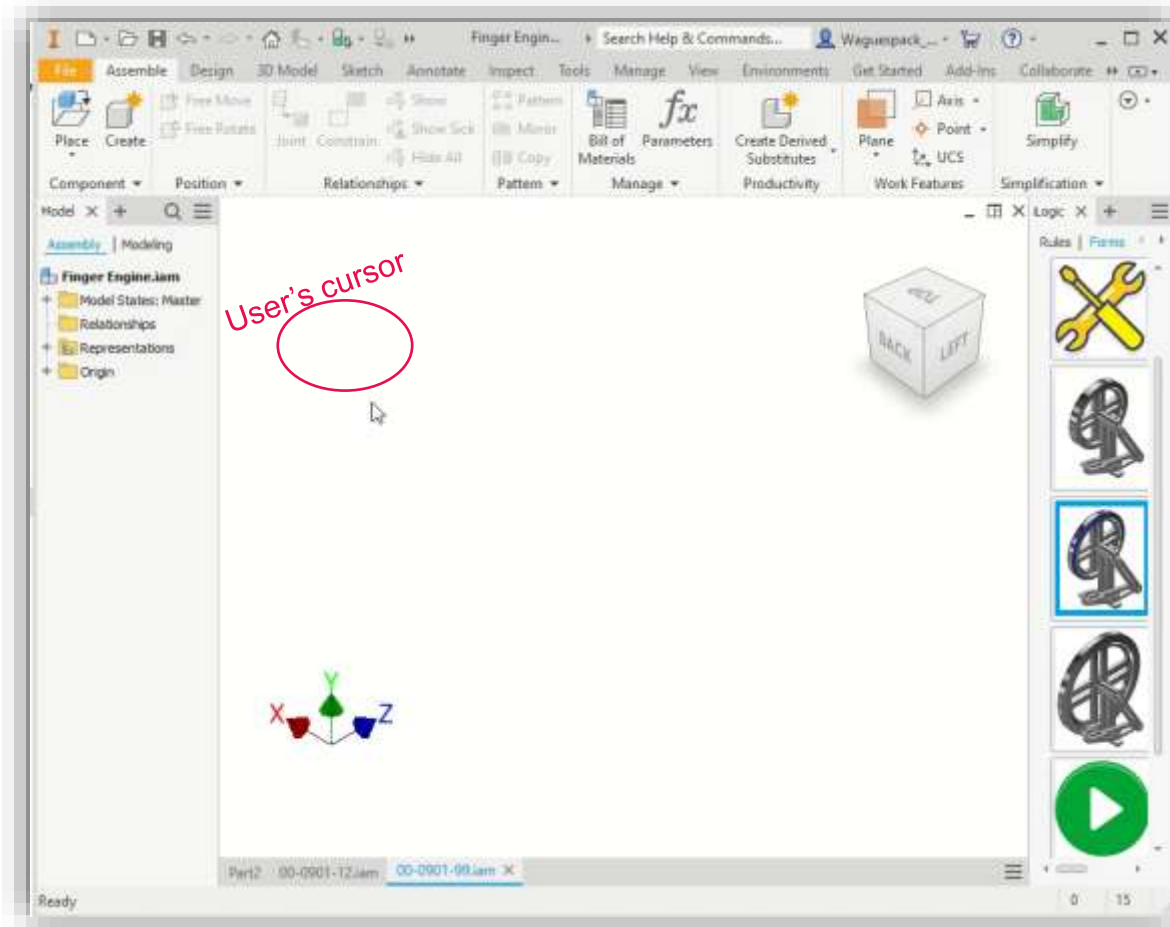 Finger Engin...
Search Help & Commands...
Waguespack_...
File Assemble Design 3D Model Sketch Annotate Inspect Tools Manage View Environments Get Started Add-Ins Collaborate
Place Create
Free Move
Free Rotate
Joint Constrain
Show
Show Sick
Hide All
Pattern
Mirror
Copy
Bill of Materials
fx
Parameters
Create Derived Substitutes
Plane
Axis
Point
UCS
Simplify
Component Position Relationships Pattern Manage Productivity Work Features Simplification
Model
Assembly | Modeling
Finger Engine.iam
Model States: Master
Relationships
Representations
Origin
User's cursor
TOP
BACK LEFT
Y
X Z
Logic
Rules | Forms
Part2 00-0901-12.iam 00-0901-99.iam
Ready
0 15